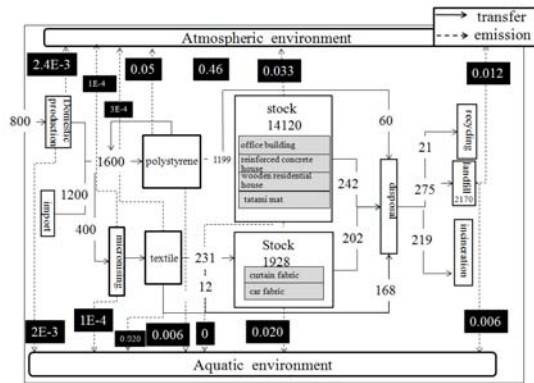 transfer
emission
Atmospheric environment
2.4E-3
1E-4
3E-4
0.05
0.46
0.033
0.012
800
Domestic
production
1600
polystyrene
1199
stock
14120
office building
reinforced concrete
house
wooden residential
house
tatami mat
60
21
recycling
1200
import
400
242
disposal
275
landfill
2170
micronising
textile
231
12
Stock
1928
curtain fabric
car fabric
202
219
incineration
168
2E-3
1E-4
0.020
0.006
0
0.020
0.006
Aquatic environment